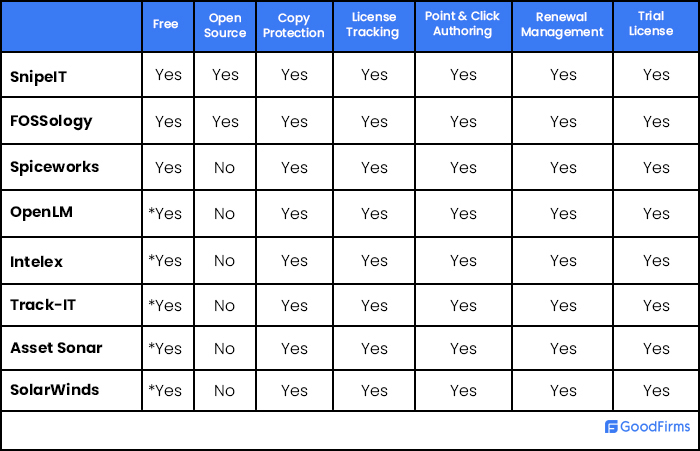 Free Open Source Copy Protection License Tracking Point & Click Authoring Renewal Management Trial License
SnipeIT Yes Yes Yes Yes Yes Yes Yes
FOSSology Yes Yes Yes Yes Yes Yes Yes
Spiceworks Yes No Yes Yes Yes Yes Yes
OpenLM *Yes No Yes Yes Yes Yes Yes
Intelex *Yes No Yes Yes Yes Yes Yes
Track-IT *Yes No Yes Yes Yes Yes Yes
Asset Sonar *Yes No Yes Yes Yes Yes Yes
SolarWinds *Yes No Yes Yes Yes Yes Yes
GoodFirms